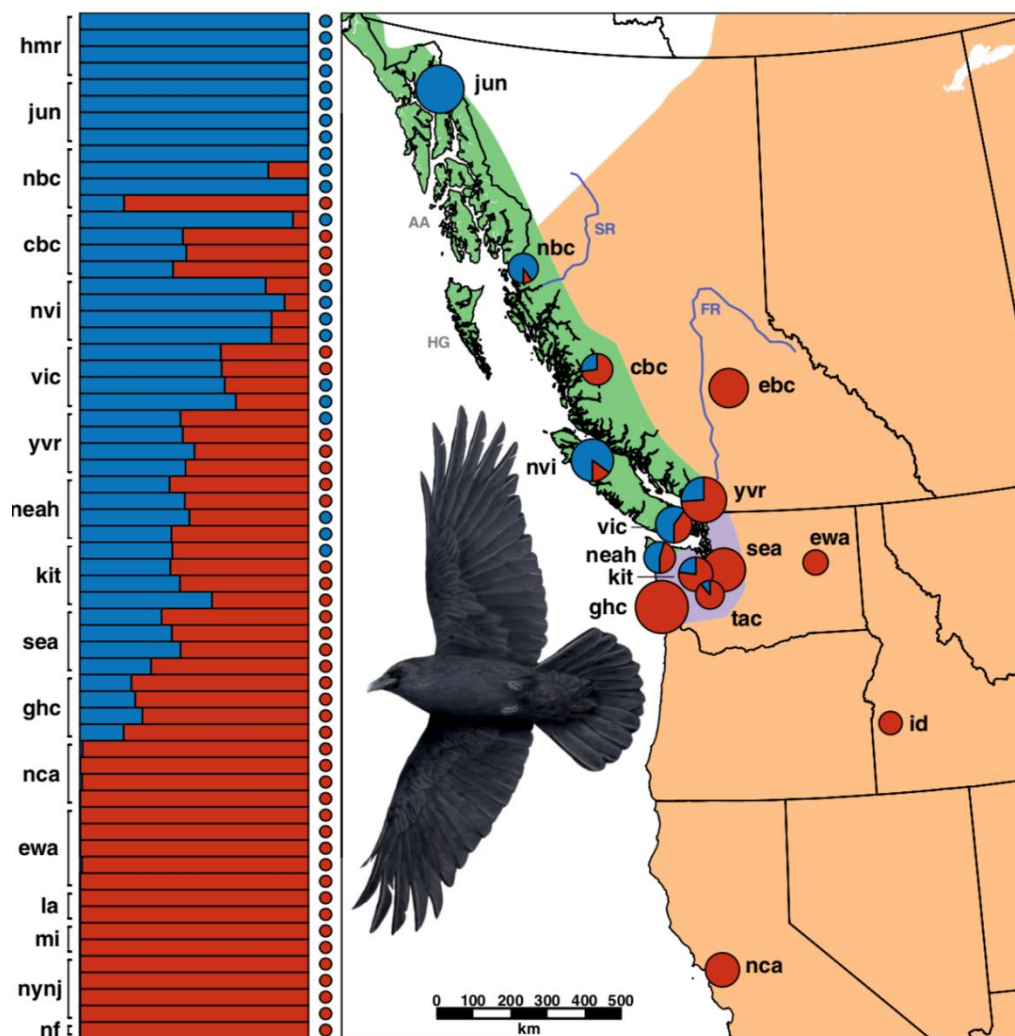 hmr
jun
nbc
cbc
nvi
vic
yvr
neah
kit
sea
ghc
nca
ewa
la
mi
nynj
nf
jun
AA
SR
nbc
HG
FR
cbc
ebc
nvi
yvr
vic
neah
sea
ewa
kit
ghc
tac
id
nca
0 100 200 300 400 500
km